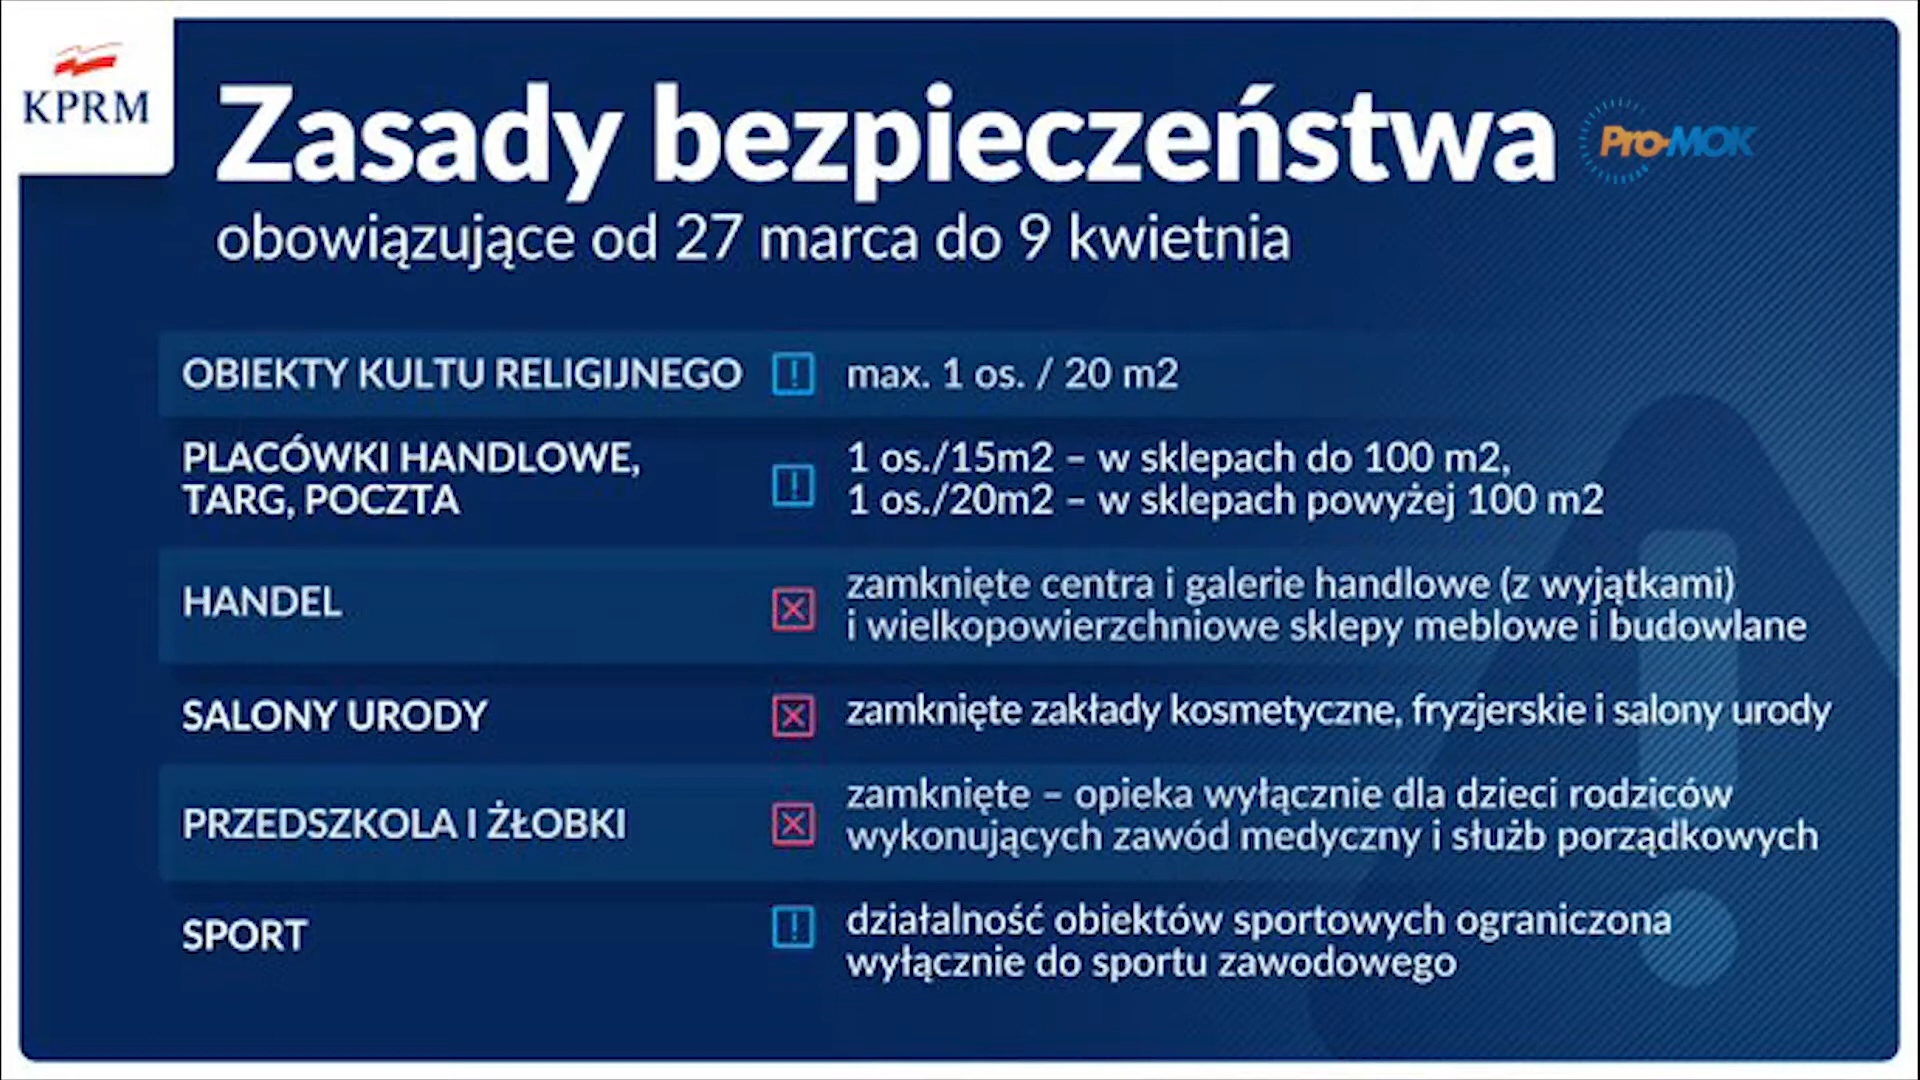 KPRM
Zasady bezpieczeństwa
Pro-MOK
obowiązujące od 27 marca do 9 kwietnia
OBIEKTY KULTU RELIGIJNEGO
max. 1 os. / 20 m2
PLACÓWKI HANDLOWE,
TARG, POCZTA
1 os./15m2 – w sklepach do 100 m2,
1 os./20m2 – w sklepach powyżej 100 m2
HANDEL
zamknięte centra i galerie handlowe (z wyjątkami)
i wielkopowierzchniowe sklepy meblowe i budowlane
SALONY URODY
zamknięte zakłady kosmetyczne, fryzjerskie i salony urody
PRZEDSZKOLA I ŻŁOBKI
zamknięte – opieka wyłącznie dla dzieci rodziców
wykonujących zawód medyczny i służb porządkowych
SPORT
działalność obiektów sportowych ograniczona
wyłącznie do sportu zawodowego